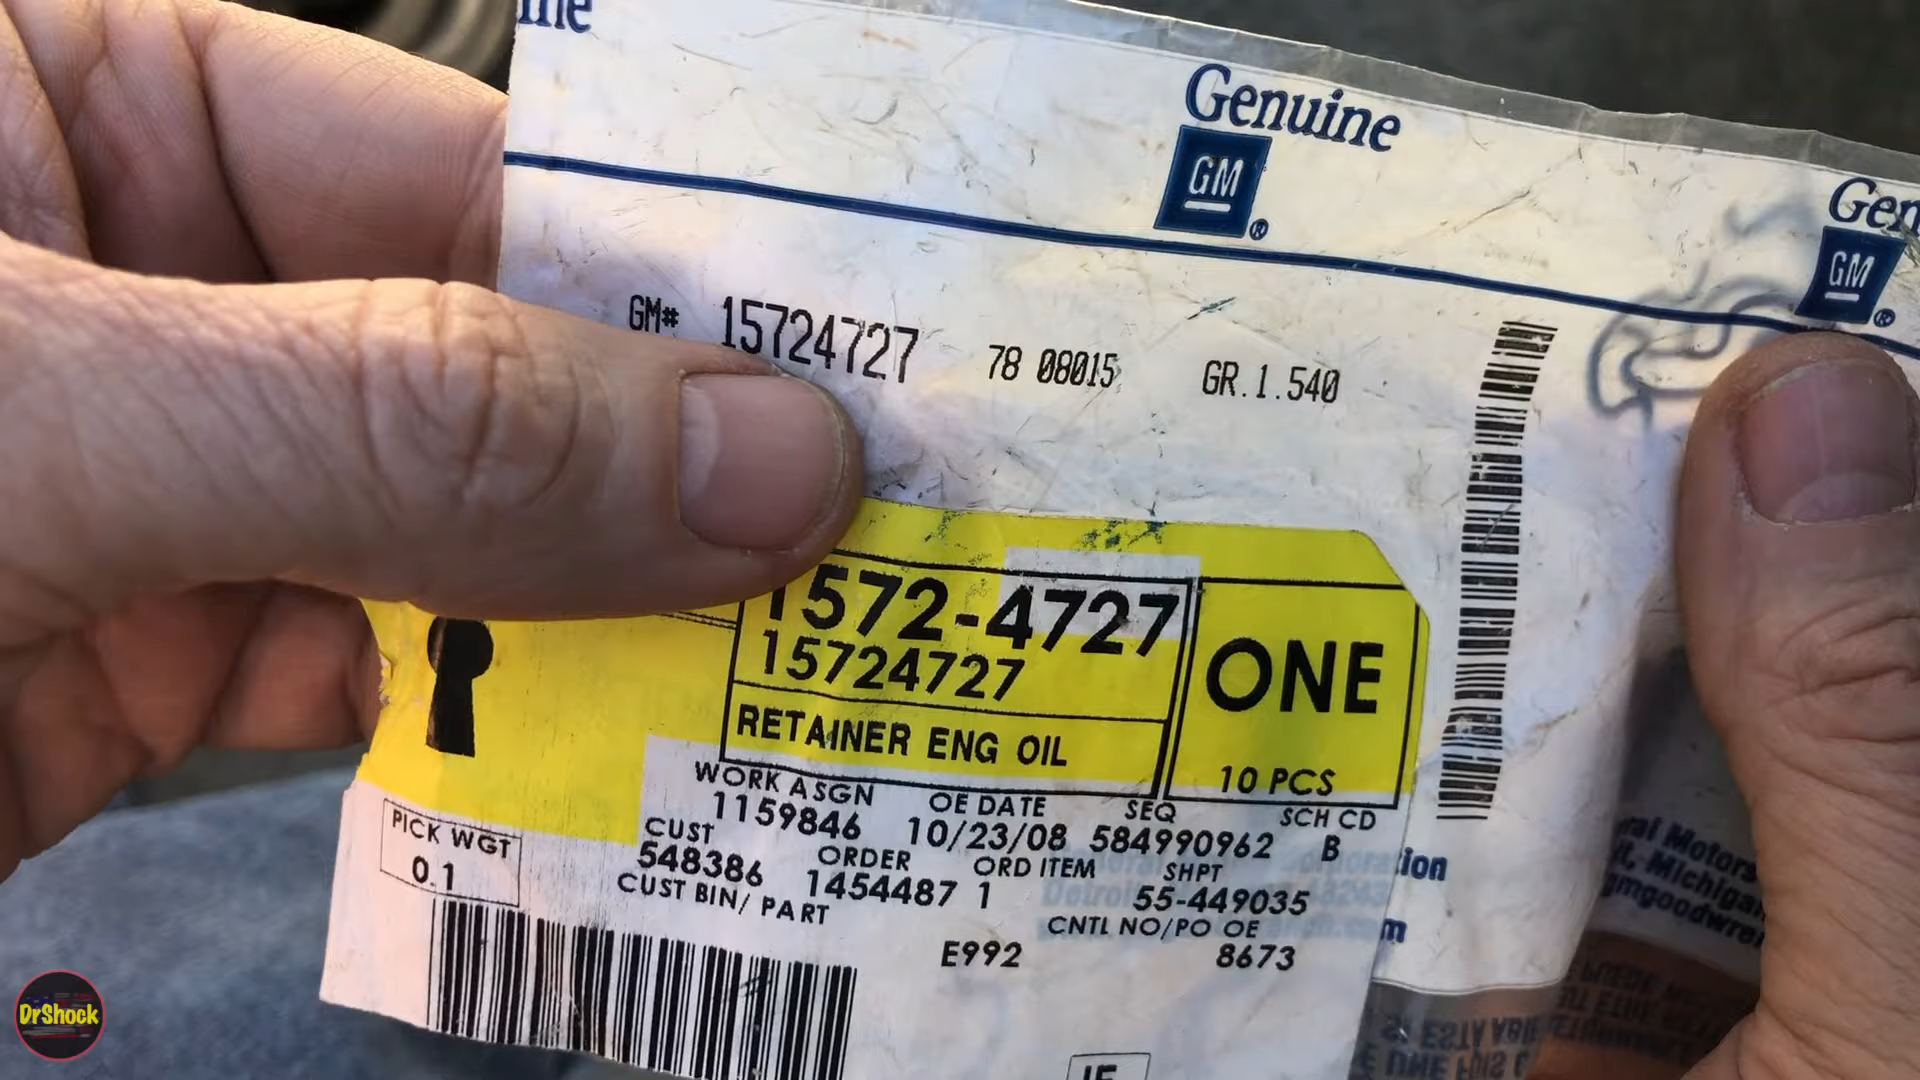 Genuine
GM
®
GM
®
GM# 15724727 78 08015 GR.1.540
1572-4727
15724727
RETAINER ENG OIL
ONE
10 PCS
WORK ASGN OE DATE SEQ SCH CD
1159846 10/23/08 584990962 B
CUST ORDER ORD ITEM SHPT
548386 1454487 1 55-449035
CUST BIN/ PART CNTL NO/PO OE
E992 8673
PICK WGT
0.1
DrShock